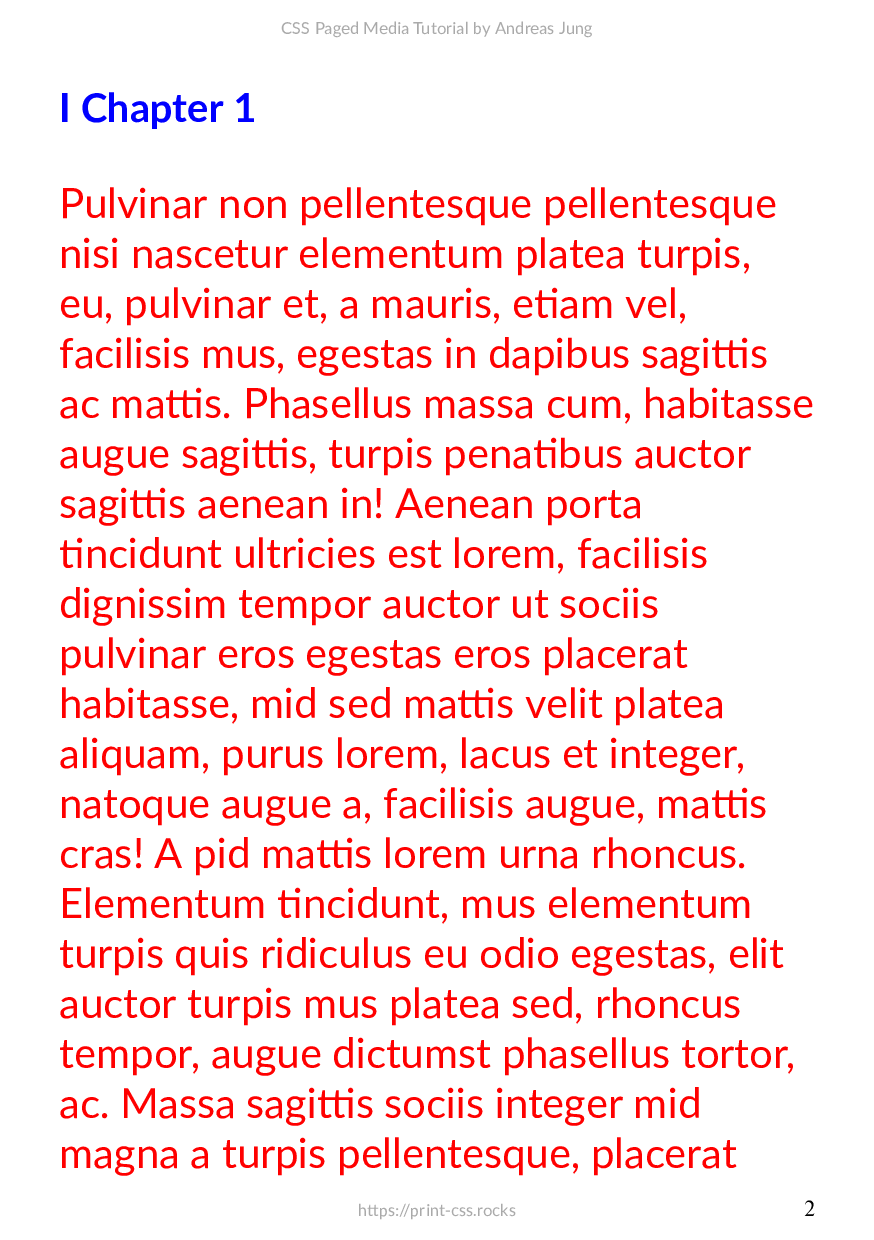 CSS Paged Media Tutorial by Andreas Jung
I Chapter 1
Pulvinar non pellentesque pellentesque
nisi nascetur elementum platea turpis,
eu, pulvinar et, a mauris, etiam vel,
facilisis mus, egestas in dapibus sagittis
ac mattis. Phasellus massa cum, habitasse
augue sagittis, turpis penatibus auctor
sagittis aenean in! Aenean porta
tincidunt ultricies est lorem, facilisis
dignissim tempor auctor ut sociis
pulvinar eros egestas eros placerat
habitasse, mid sed mattis velit platea
aliquam, purus lorem, lacus et integer,
natoque augue a, facilisis augue, mattis
cras! A pid mattis lorem urna rhoncus.
Elementum tincidunt, mus elementum
turpis quis ridiculus eu odio egestas, elit
auctor turpis mus platea sed, rhoncus
tempor, augue dictumst phasellus tortor,
ac. Massa sagittis sociis integer mid
magna a turpis pellentesque, placerat
https://print-css.rocks
2